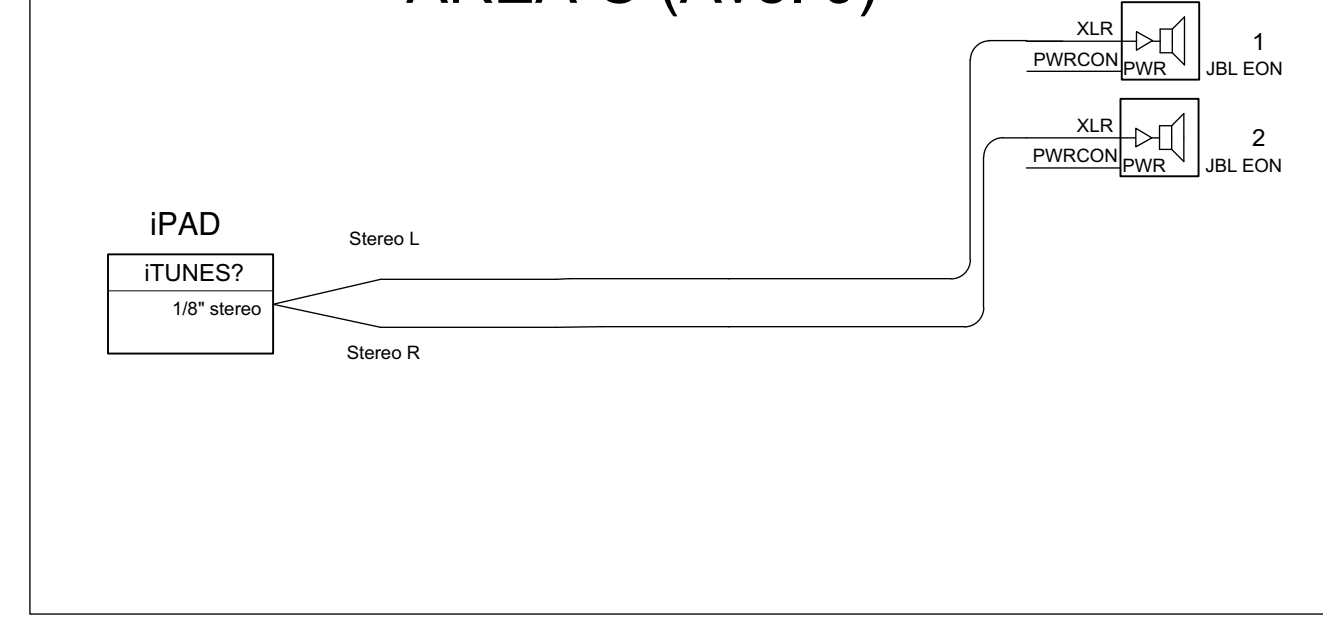 XLR
PWRCON
PWR
1
JBL EON
XLR
PWRCON
PWR
2
JBL EON
iPAD
iTUNES?
1/8" stereo
Stereo L
Stereo R